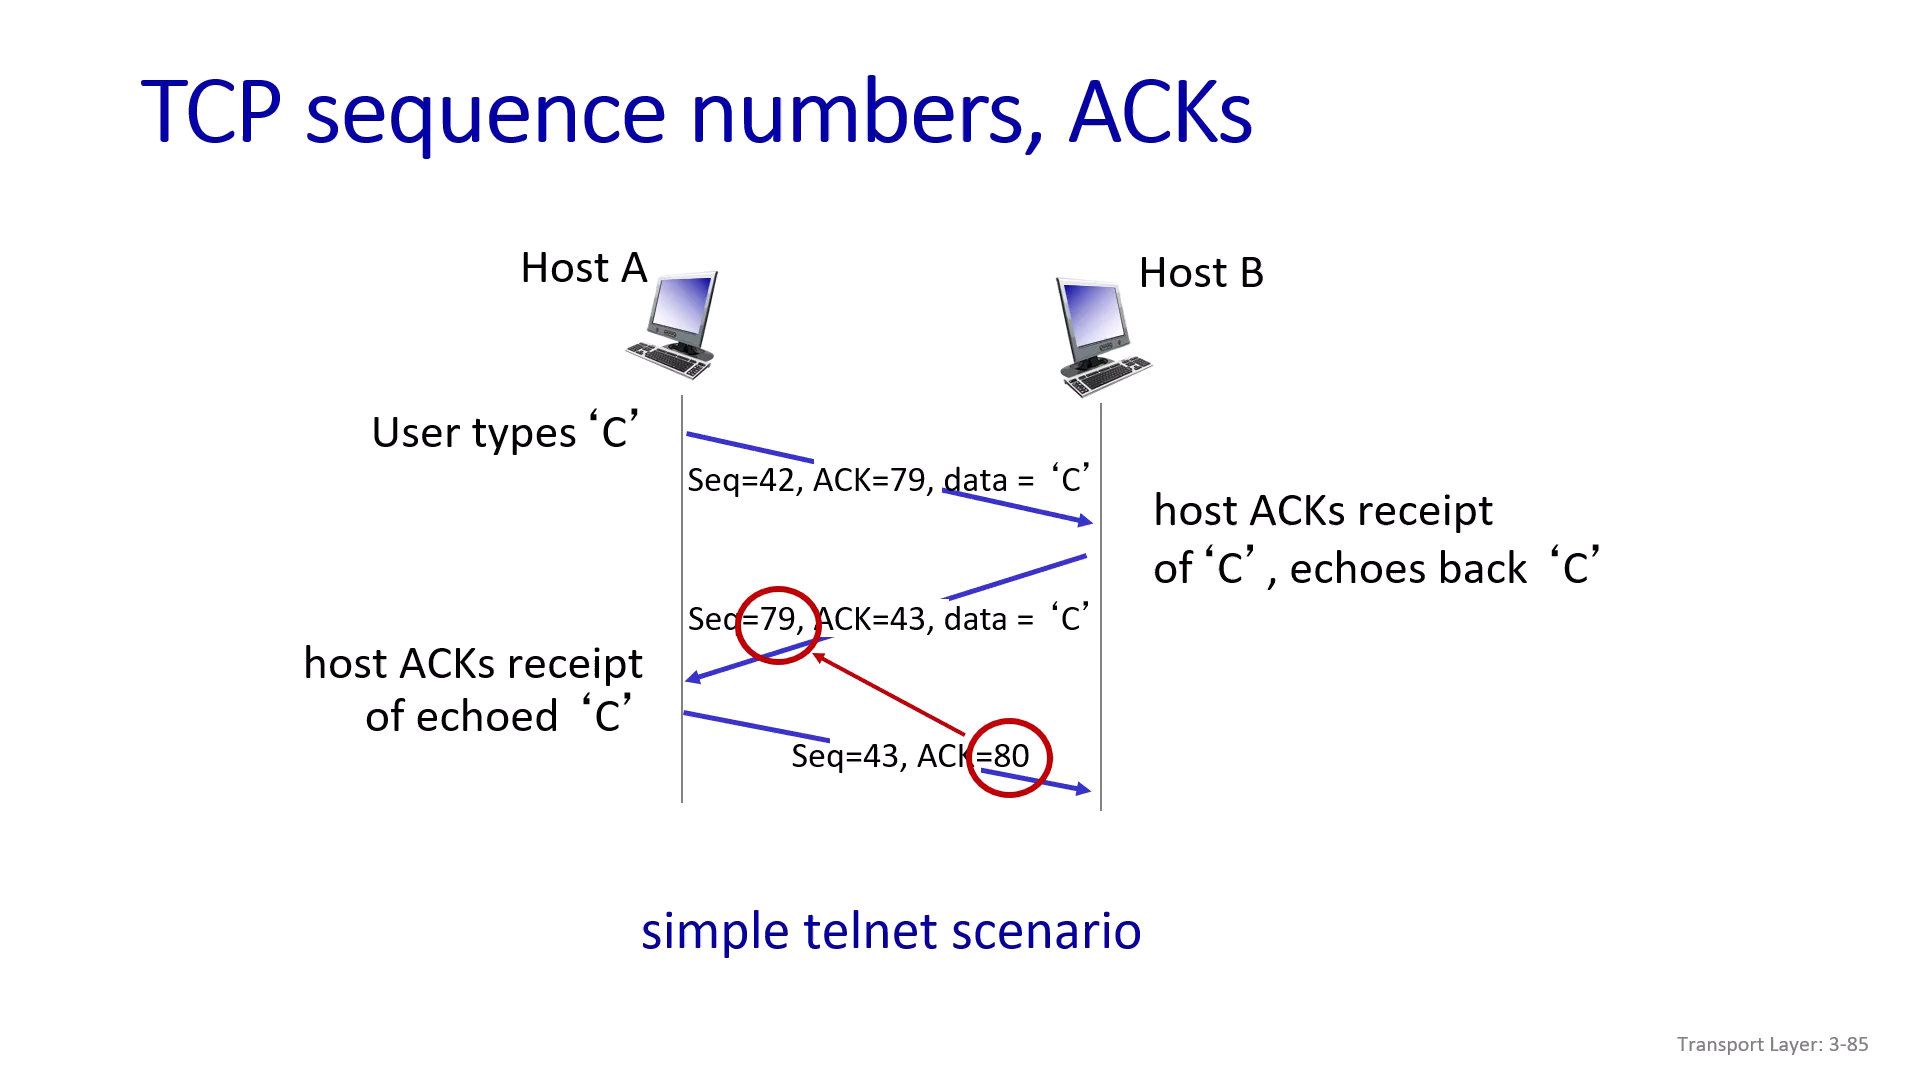 TCP sequence numbers, ACKs
Host A
Host B
User types ‘C’
Seq=42, ACK=79, data = ‘C’
host ACKs receipt
of ‘C’, echoes back ‘C’
Seq=79, ACK=43, data = ‘C’
host ACKs receipt
of echoed ‘C’
Seq=43, ACK=80
simple telnet scenario
Transport Layer: 3-85